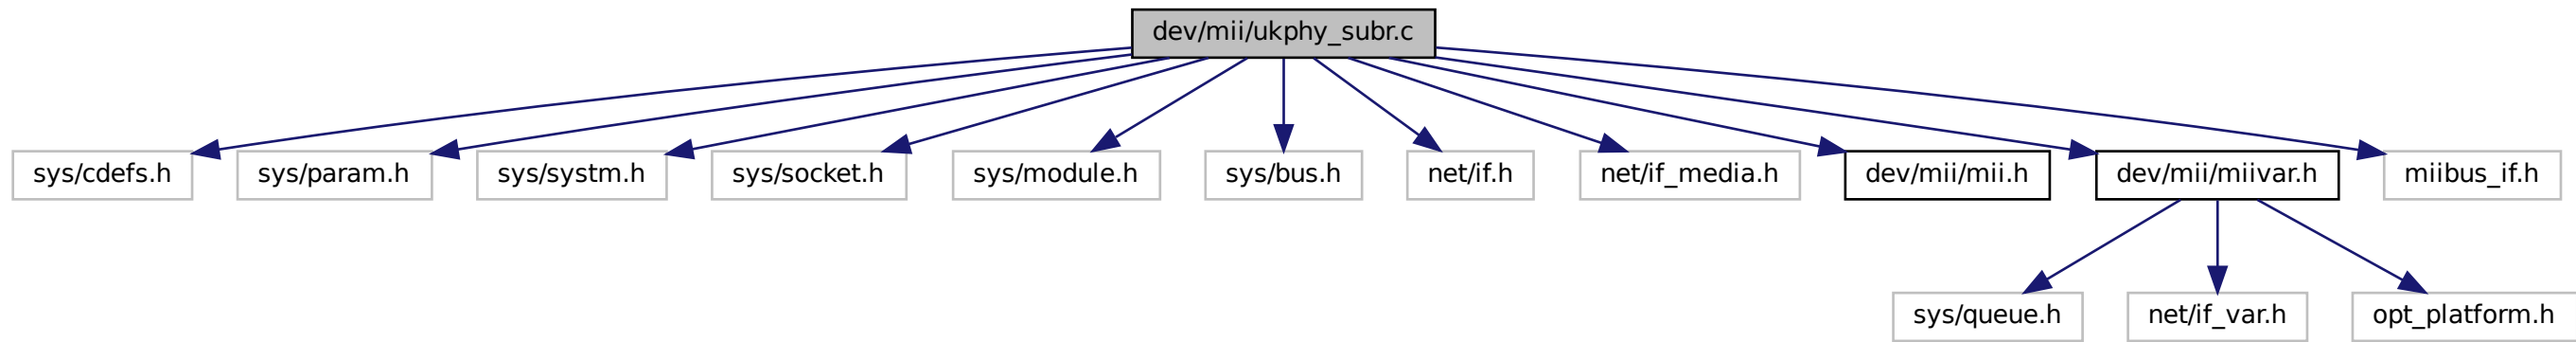 dev/mii/ukphy_subr.c
sys/cdefs.h
sys/param.h
sys/systm.h
sys/socket.h
sys/module.h
sys/bus.h
net/if.h
net/if_media.h
dev/mii/mii.h
dev/mii/miivar.h
miibus_if.h
sys/queue.h
net/if_var.h
opt_platform.h